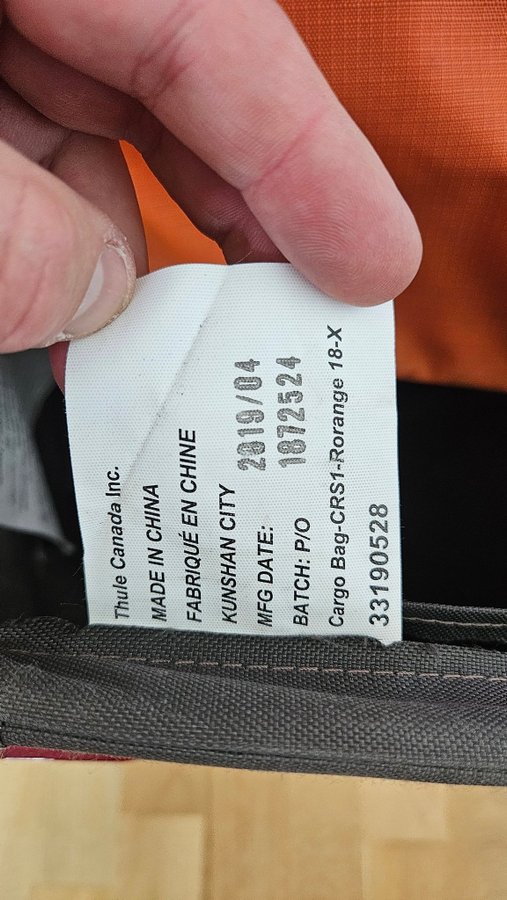 Thule Canada Inc.
MADE IN CHINA
FABRIQUÉ EN CHINE
KUNSHAN CITY
MFG DATE: 2019/04
BATCH: P/O 1872524
Cargo Bag-CRS1-Rorange 18-X
33190528